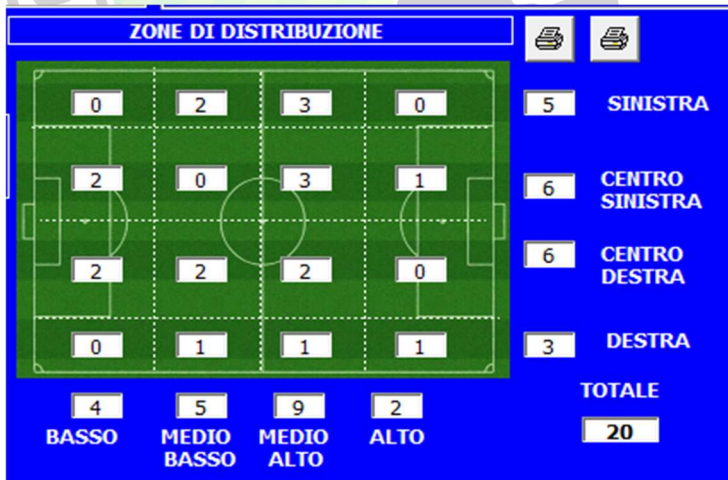 ZONE DI DISTRIBUZIONE
0 2 3 0 5 SINISTRA
2 0 3 1 6 CENTRO
SINISTRA
2 2 2 0 6 CENTRO
DESTRA
0 1 1 1 3 DESTRA
4 5 9 2 TOTALE
BASSO MEDIO MEDIO ALTO 20
BASSO ALTO